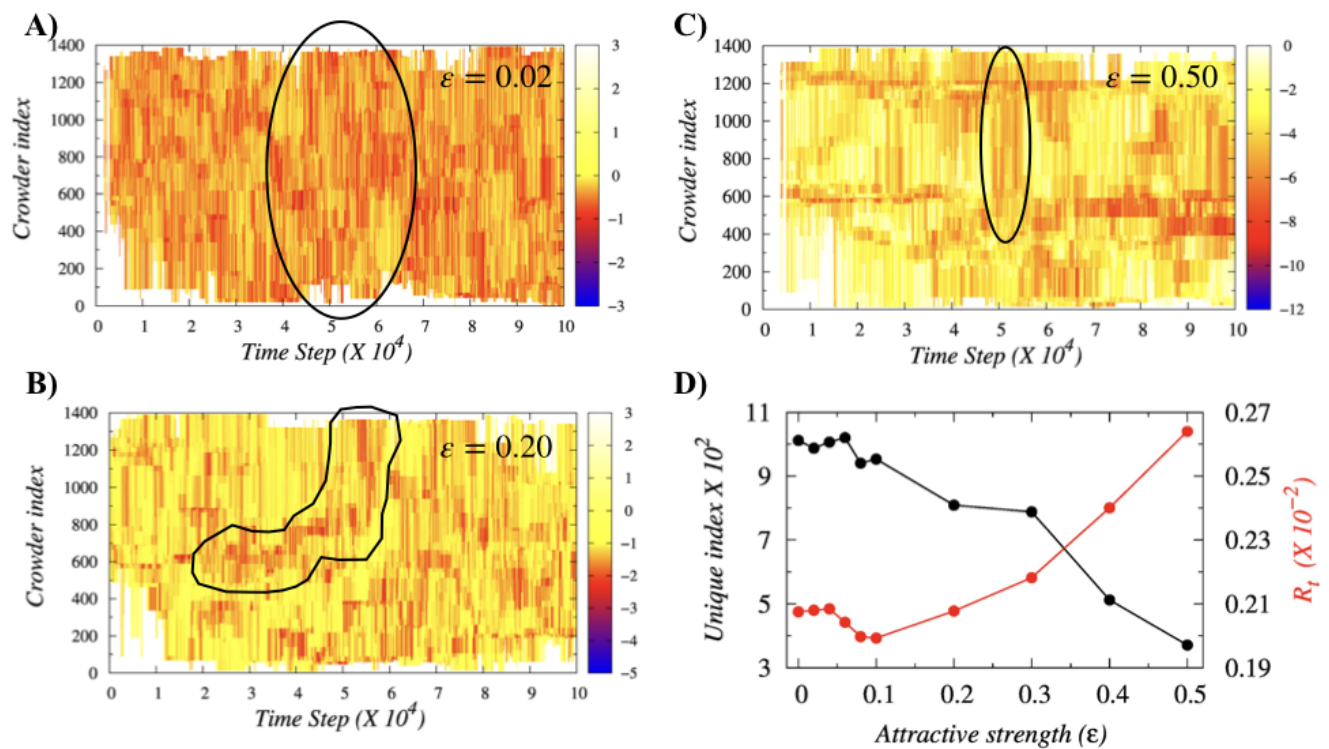 A)
1400
1200
1000
800
600
400
200
0
Crowder index
0 1 2 3 4 5 6 7 8 9 10
Time Step (X 10⁴)
ε = 0.02
3
2
1
0
−1
−2
−3
C)
1400
1200
1000
800
600
400
200
0
Crowder index
0 1 2 3 4 5 6 7 8 9 10
Time Step (X 10⁴)
ε = 0.50
0
−2
−4
−6
−8
−10
−12
B)
1400
1200
1000
800
600
400
200
0
Crowder index
0 1 2 3 4 5 6 7 8 9 10
Time Step (X 10⁴)
ε = 0.20
3
2
1
0
−1
−2
−3
−4
−5
D)
11
9
7
5
3
Unique index X 10²
0 0.1 0.2 0.3 0.4 0.5
Attractive strength (ε)
0.27
0.25
0.23
0.21
0.19
Rₜ (X 10⁻²)